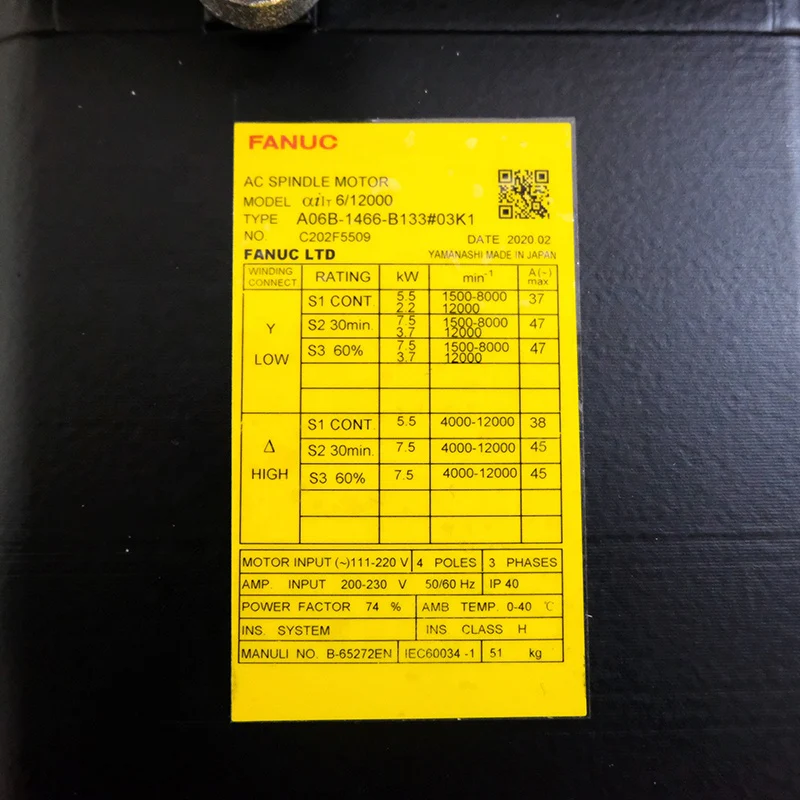 FANUC
AC SPINDLE MOTOR
MODEL αiIT 6/12000
TYPE A06B-1466-B133#03K1
NO. C202F5509 DATE 2020.02
FANUC LTD YAMANASHI MADE IN JAPAN
WINDING CONNECT RATING kW min-1 A(~) max
Y LOW
S1 CONT. 5.5 1500-8000 37
2.2 12000
S2 30min. 7.5 1500-8000 47
3.7 12000
S3 60% 7.5 1500-8000 47
3.7 12000
Δ HIGH
S1 CONT. 5.5 4000-12000 38
S2 30min. 7.5 4000-12000 45
S3 60% 7.5 4000-12000 45
MOTOR INPUT (~)111-220 V 4 POLES 3 PHASES
AMP. INPUT 200-230 V 50/60 Hz IP 40
POWER FACTOR 74 % AMB TEMP. 0-40 ℃
INS. SYSTEM INS CLASS H
MANULI NO. B-65272EN IEC60034 -1 51 kg